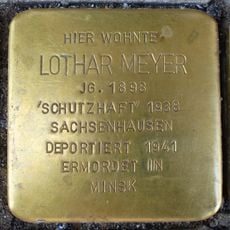 HIER WOHNTE
LOTHAR MEYER
JG. 1898
'SCHUTZHAFT' 1938
SACHSENHAUSEN
DEPORTIERT 1941
ERMORDET IN
MINSK